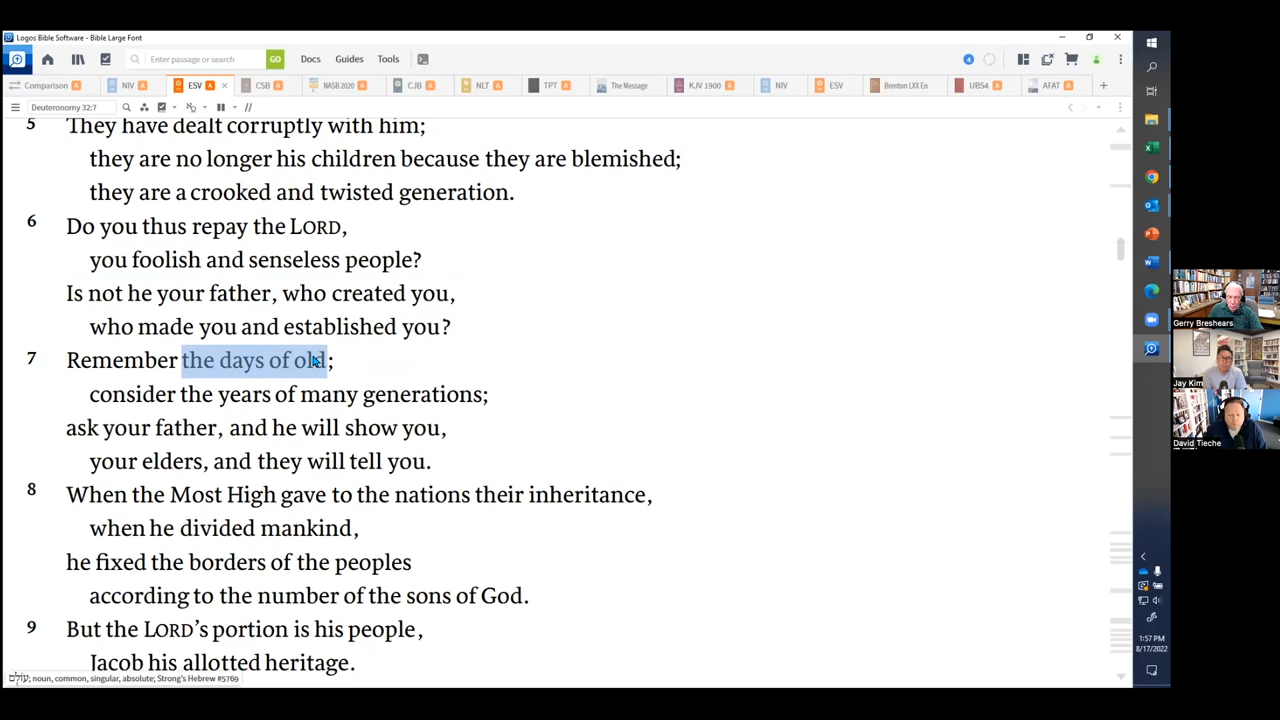 Logos Bible Software - Bible Large Font
Enter passage or search GO Docs Guides Tools 4
Comparison A NIV A ESV A CSB A NASB 2020 A CJB A NLT A TPT A The Message KJV 1900 A NIV ESV Brenton LXX En UBS4 A AFAT A
Deuteronomy 32:7
5 They have dealt corruptly with him;
they are no longer his children because they are blemished;
they are a crooked and twisted generation.
6 Do you thus repay the LORD,
you foolish and senseless people?
Is not he your father, who created you,
who made you and established you?
7 Remember the days of old;
consider the years of many generations;
ask your father, and he will show you,
your elders, and they will tell you.
8 When the Most High gave to the nations their inheritance,
when he divided mankind,
he fixed the borders of the peoples
according to the number of the sons of God.
9 But the LORD’s portion is his people,
Jacob his allotted heritage.
עוֹלָם; noun, common, singular, absolute; Strong's Hebrew #5769
1:57 PM
8/17/2022
Gerry Breshears
Jay Kim
David Tieche